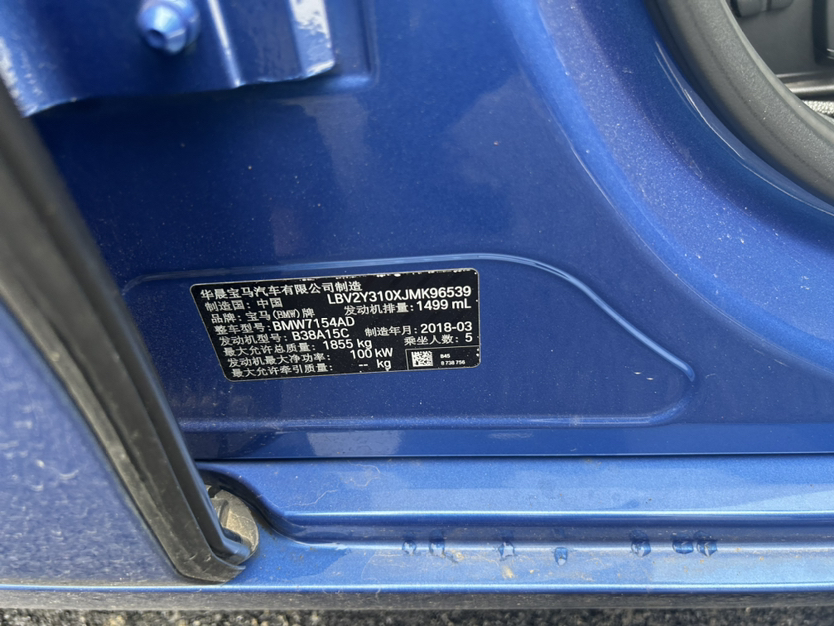 华晨宝马汽车有限公司制造
制造国: 中国 LBV2Y310XJMK96539
品牌: 宝马(BMW)牌 发动机排量: 1499 mL
整车型号: BMW7154AD
发动机型号: B38A15C 制造年月: 2018-03
最大允许总质量: 1855 kg 乘坐人数: 5
发动机最大净功率: 100 kW
最大允许牵引质量: -- kg
B45
9 738 756